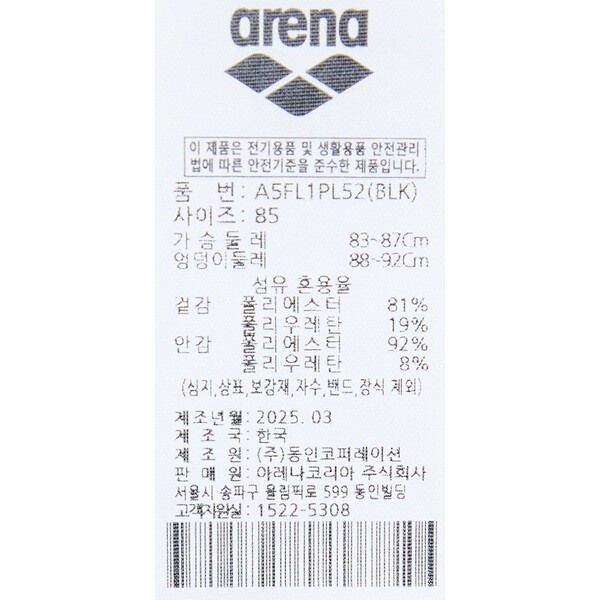 arena
이 제품은 전기용품 및 생활용품 안전관리
법에 따른 안전기준을 준수한 제품입니다.
품 번: A5FL1PL52(BLK)
사이즈: 85
가슴둘레 83~87Cm
엉덩이둘레 88~92Cm
섬유 혼용율
겉감 폴리에스터 81%
폴리우레탄 19%
안감 폴리에스터 92%
폴리우레탄 8%
(심지,상표,보강재,자수,밴드,장식 제외)
제조년월: 2025. 03
제 조 국: 한국
제 조 원: (주)동인코퍼레이션
판 매 원: 아레나코리아 주식회사
서울시 송파구 올림픽로 599 동인빌딩
고객지원실: 1522-5308